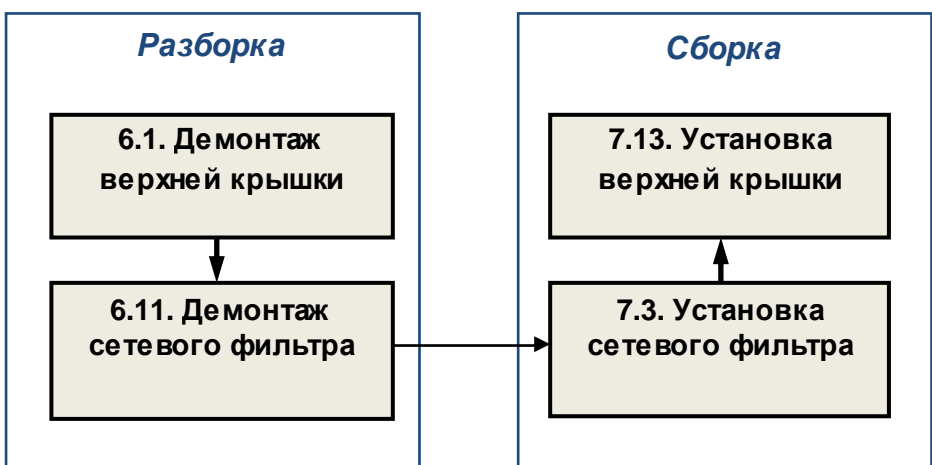 Разборка
6.1. Демонтаж
верхней крышки
6.11. Демонтаж
сетевого фильтра
Сборка
7.13. Установка
верхней крышки
7.3. Установка
сетевого фильтра